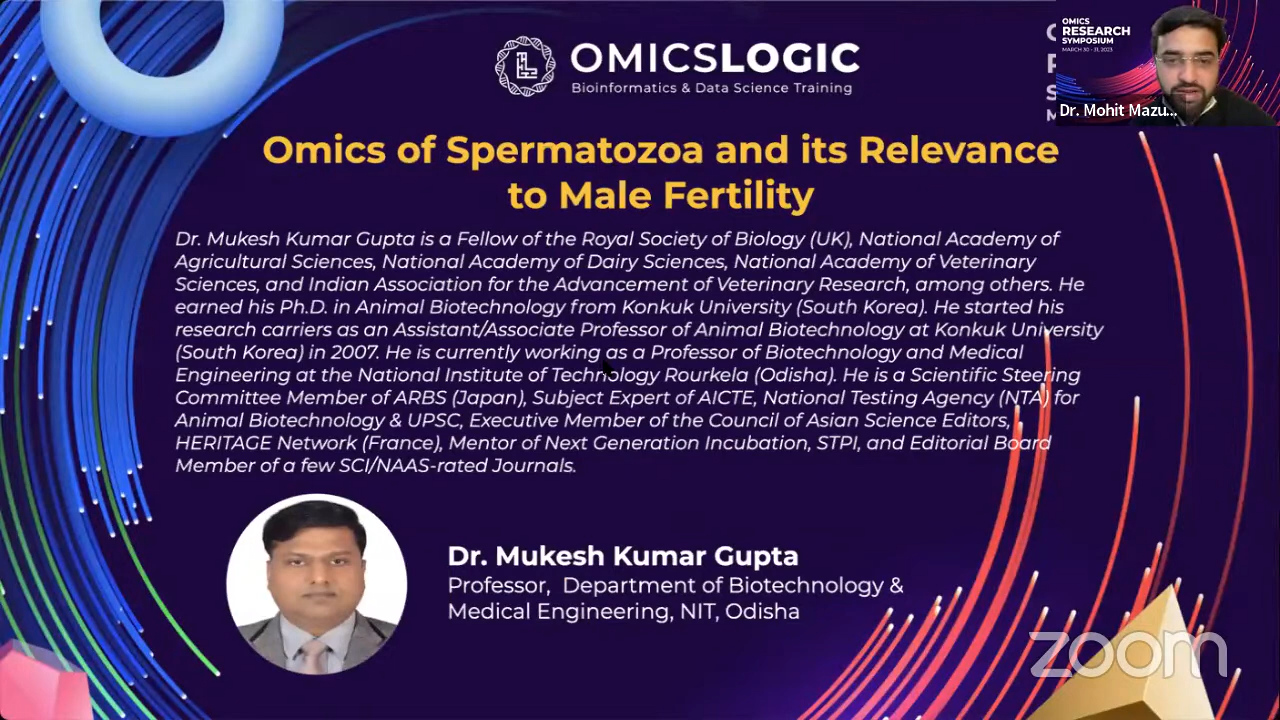 OMICSLOGIC
Bioinformatics & Data Science Training
OMICS
RESEARCH
SYMPOSIUM
MARCH 30 - 31, 2023
Dr. Mohit Mazu...
Omics of Spermatozoa and its Relevance
to Male Fertility
Dr. Mukesh Kumar Gupta is a Fellow of the Royal Society of Biology (UK), National Academy of
Agricultural Sciences, National Academy of Dairy Sciences, National Academy of Veterinary
Sciences, and Indian Association for the Advancement of Veterinary Research, among others. He
earned his Ph.D. in Animal Biotechnology from Konkuk University (South Korea). He started his
research carriers as an Assistant/Associate Professor of Animal Biotechnology at Konkuk University
(South Korea) in 2007. He is currently working as a Professor of Biotechnology and Medical
Engineering at the National Institute of Technology Rourkela (Odisha). He is a Scientific Steering
Committee Member of ARBS (Japan), Subject Expert of AICTE, National Testing Agency (NTA) for
Animal Biotechnology & UPSC, Executive Member of the Council of Asian Science Editors,
HERITAGE Network (France), Mentor of Next Generation Incubation, STPI, and Editorial Board
Member of a few SCI/NAAS-rated Journals.
Dr. Mukesh Kumar Gupta
Professor, Department of Biotechnology &
Medical Engineering, NIT, Odisha
zoom